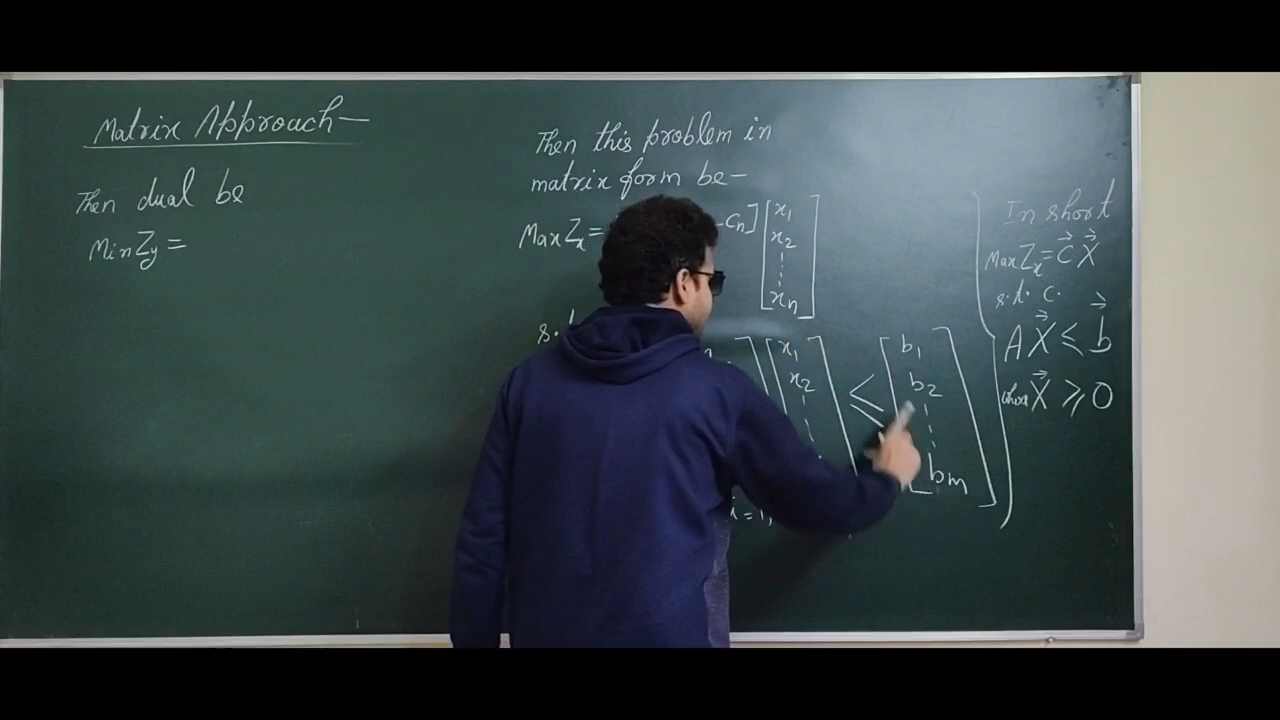 Matrix Approach—
Then dual be
Min Zy =
Then this problem in
matrix form be—
Max Zx=
-Cn]
x1
x2
xn
s.
x1
x2
≤
b1
b2
bm
i=1,
In short
Max Zx = C⃗ X⃗
s.t. c.
A X⃗ ≤ b⃗
where X⃗ ≥ 0